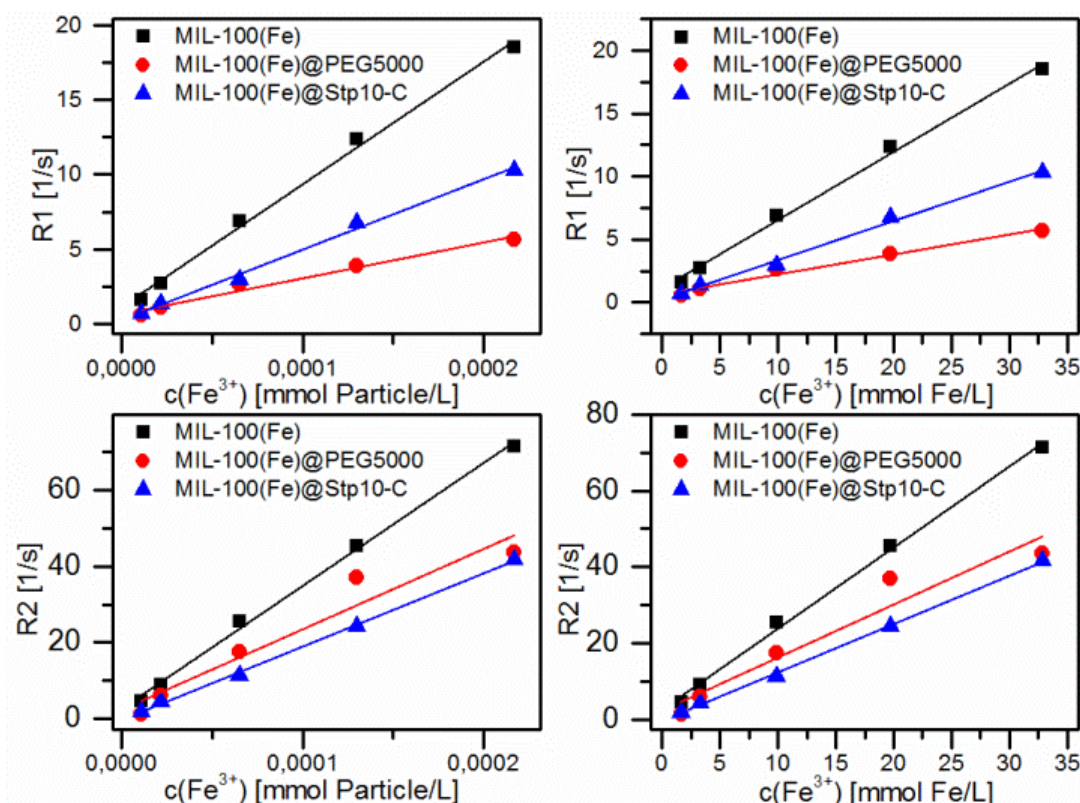 20
15
10
5
0
R1 [1/s]
MIL-100(Fe)
MIL-100(Fe)@PEG5000
MIL-100(Fe)@Stp10-C
0,0000
0,0001
0,0002
c(Fe³⁺) [mmol Particle/L]
20
15
10
5
0
R1 [1/s]
MIL-100(Fe)
MIL-100(Fe)@PEG5000
MIL-100(Fe)@Stp10-C
0 5 10 15 20 25 30 35
c(Fe³⁺) [mmol Fe/L]
60
40
20
0
R2 [1/s]
MIL-100(Fe)
MIL-100(Fe)@PEG5000
MIL-100(Fe)@Stp10-C
0,0000
0,0001
0,0002
c(Fe³⁺) [mmol Particle/L]
80
60
40
20
0
R2 [1/s]
MIL-100(Fe)
MIL-100(Fe)@PEG5000
MIL-100(Fe)@Stp10-C
0 5 10 15 20 25 30 35
c(Fe³⁺) [mmol Fe/L]